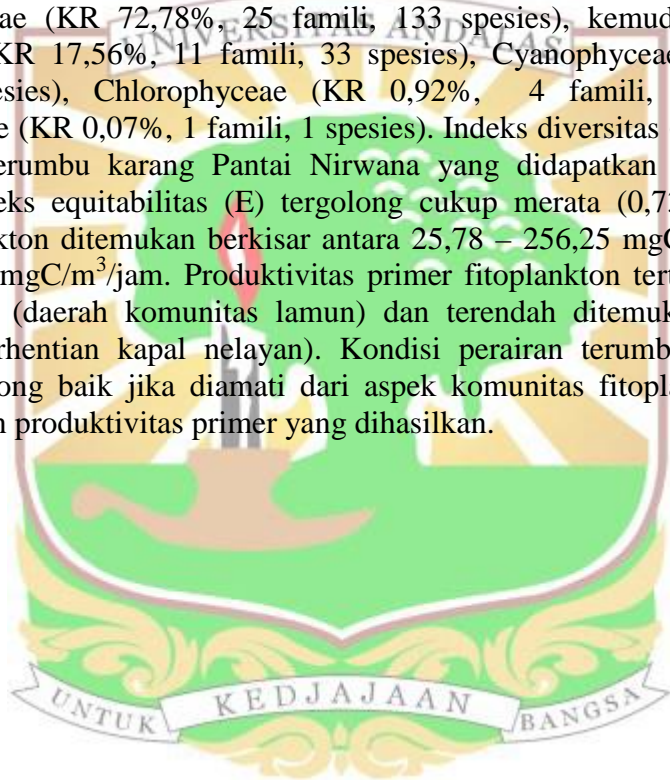 ae (KR 72,78%, 25 famili, 133 spesies), kemud
KR 17,56%, 11 famili, 33 spesies), Cyanophyceae
esies), Chlorophyceae (KR 0,92%, 4 famili,
e (KR 0,07%, 1 famili, 1 spesies). Indeks diversitas
erumbu karang Pantai Nirwana yang didapatkan
eks equitabilitas (E) tergolong cukup merata (0,7
kton ditemukan berkisar antara 25,78 – 256,25 mgC
mgC/m³/jam. Produktivitas primer fitoplankton tert
(daerah komunitas lamun) dan terendah ditemuk
rhentian kapal nelayan). Kondisi perairan terumb
ong baik jika diamati dari aspek komunitas fitopla
n produktivitas primer yang dihasilkan.
UNIVERSITAS ANDALAS
UNTUK KEDJAJAAN BANGSA